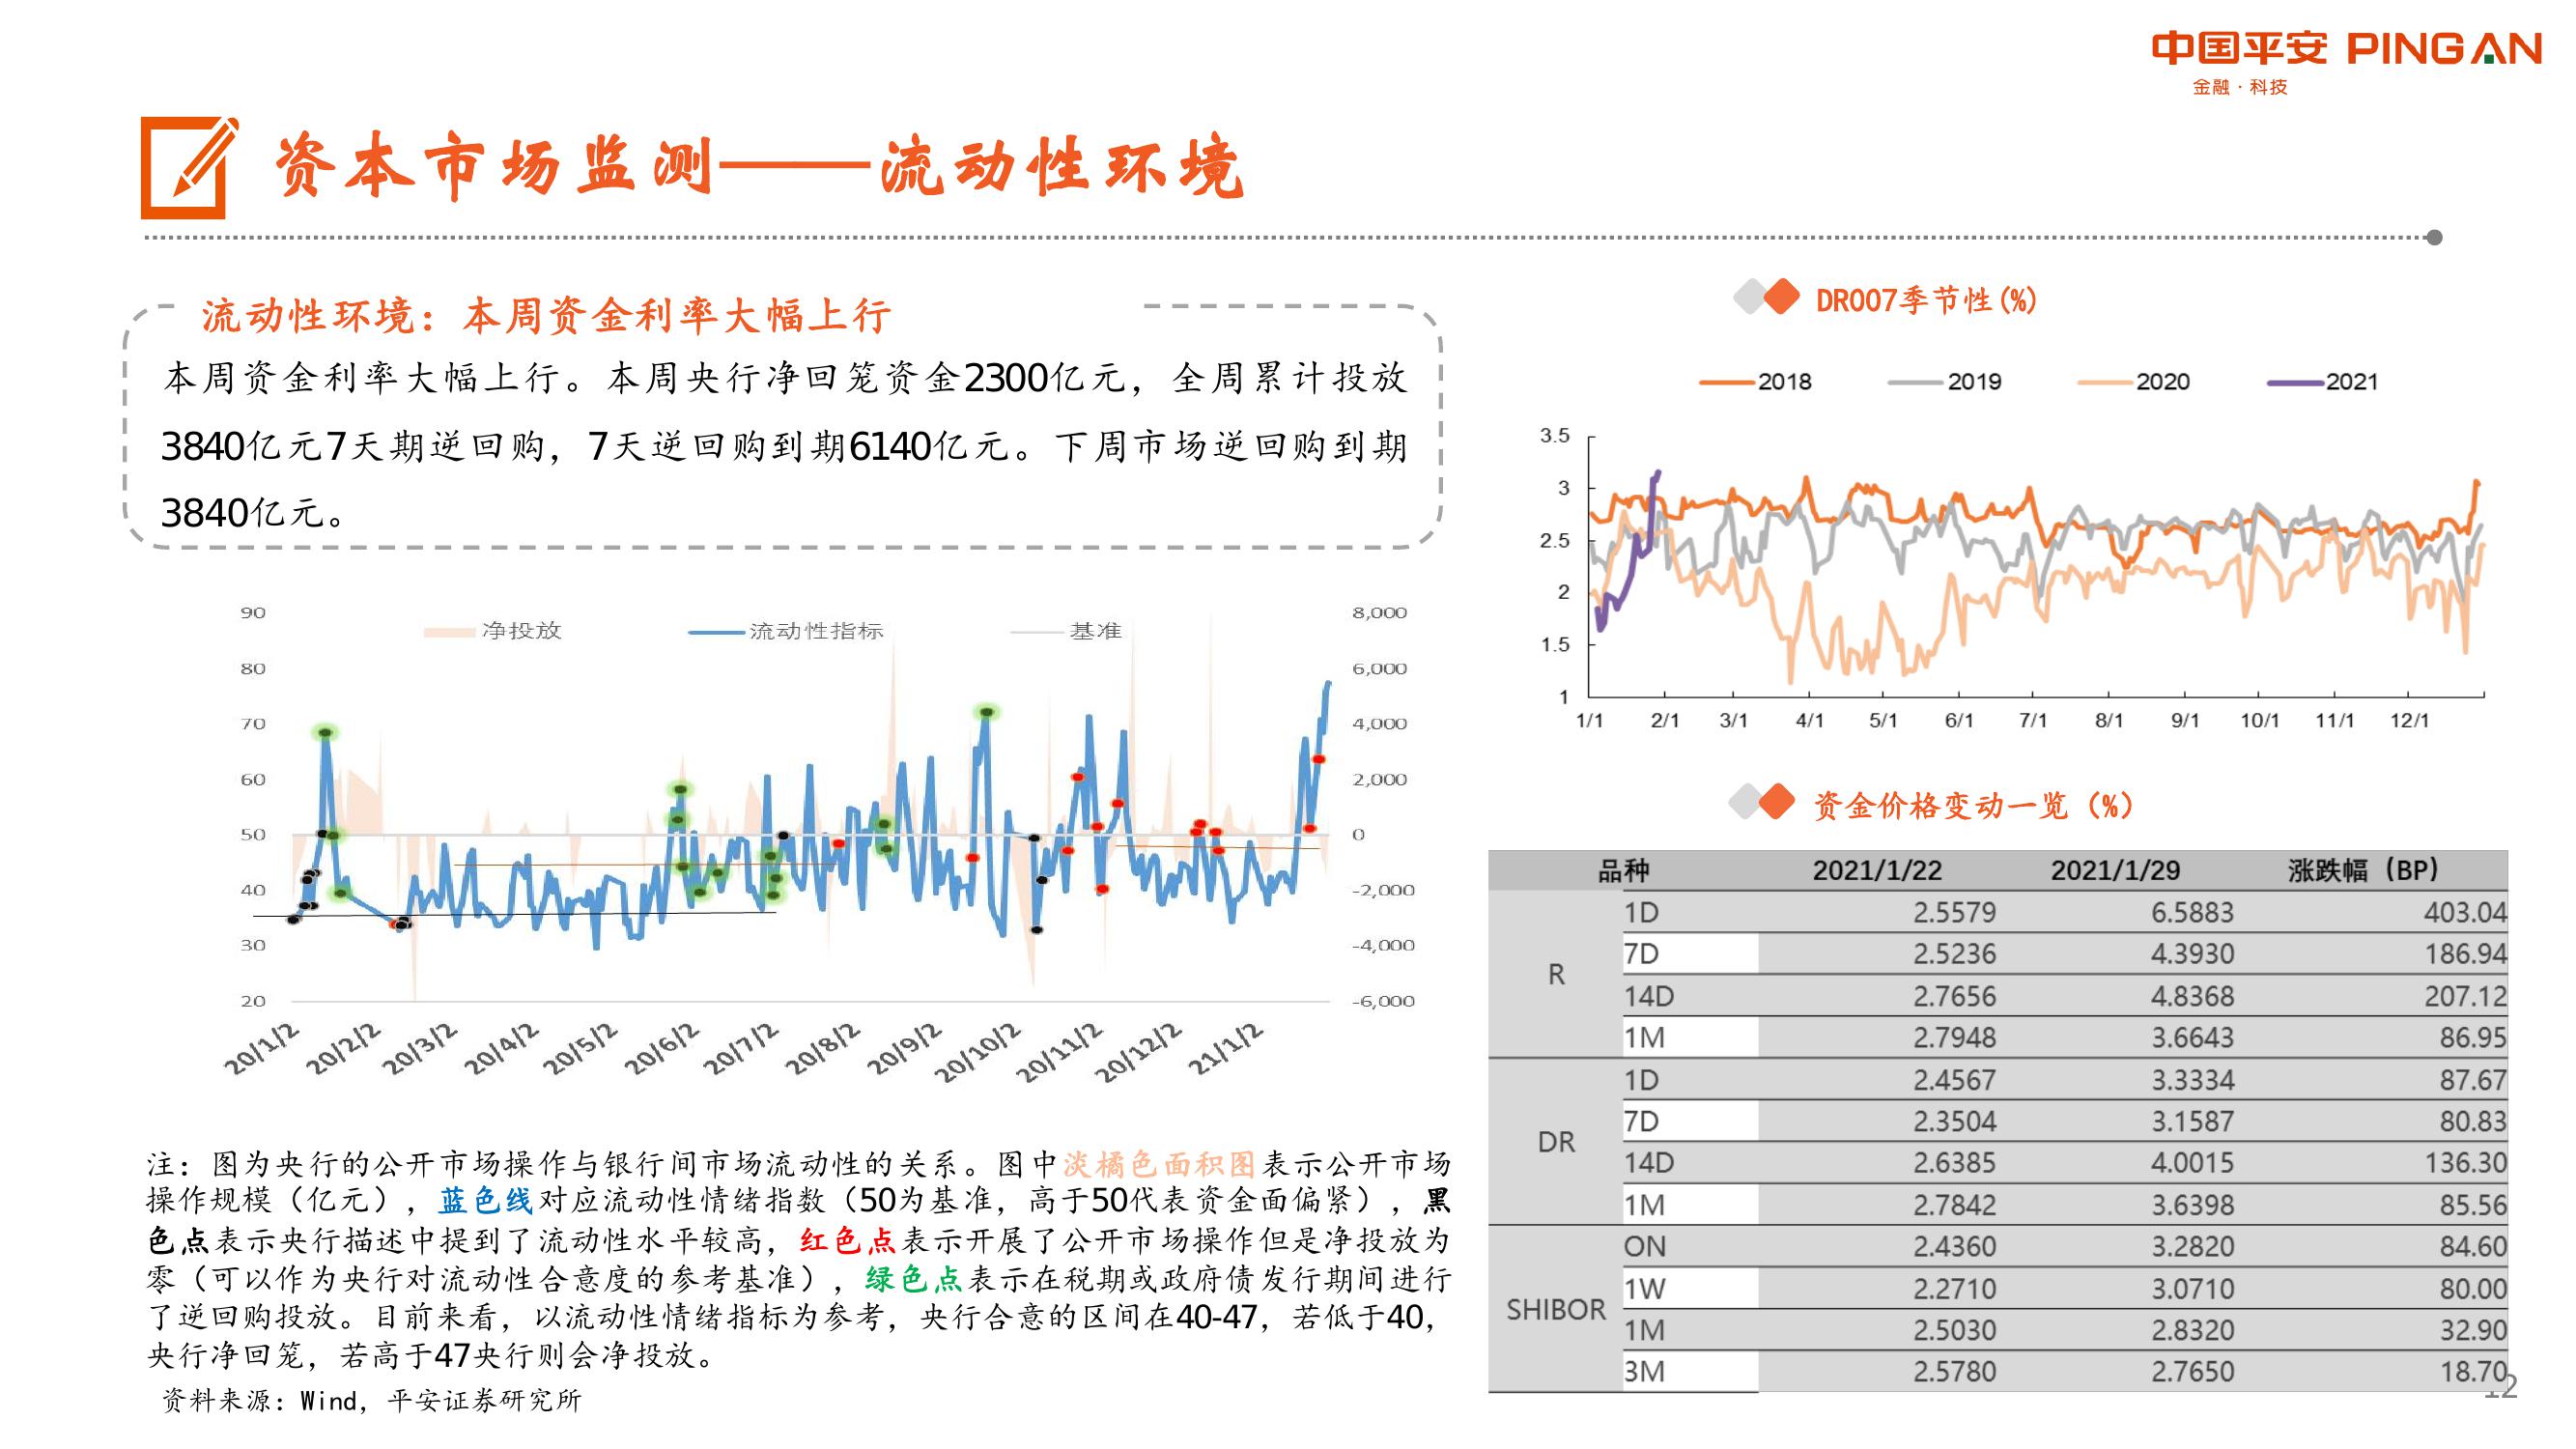 中国平安 PING AN
金融·科技
资本市场监测——流动性环境
流动性环境：本周资金利率大幅上行
本周资金利率大幅上行。本周央行净回笼资金2300亿元，全周累计投放
3840亿元7天期逆回购，7天逆回购到期6140亿元。下周市场逆回购到期
3840亿元。
净投放 流动性指标 基准
90
80
70
60
50
40
30
20
8,000
6,000
4,000
2,000
0
-2,000
-4,000
-6,000
20/1/2 20/2/2 20/3/2 20/4/2 20/5/2 20/6/2 20/7/2 20/8/2 20/9/2 20/10/2 20/11/2 20/12/2 21/1/2
注：图为央行的公开市场操作与银行间市场流动性的关系。图中淡橘色面积图表示公开市场
操作规模（亿元），蓝色线对应流动性情绪指数（50为基准，高于50代表资金面偏紧），黑
色点表示央行描述中提到了流动性水平较高，红色点表示开展了公开市场操作但是净投放为
零（可以作为央行对流动性合意度的参考基准），绿色点表示在税期或政府债发行期间进行
了逆回购投放。目前来看，以流动性情绪指标为参考，央行合意的区间在40-47，若低于40，
央行净回笼，若高于47央行则会净投放。
资料来源：Wind，平安证券研究所
DR007季节性(%)
2018 2019 2020 2021
3.5
3
2.5
2
1.5
1
1/1 2/1 3/1 4/1 5/1 6/1 7/1 8/1 9/1 10/1 11/1 12/1
资金价格变动一览（%）
品种 2021/1/22 2021/1/29 涨跌幅（BP）
R
1D 2.5579 6.5883 403.04
7D 2.5236 4.3930 186.94
14D 2.7656 4.8368 207.12
1M 2.7948 3.6643 86.95
DR
1D 2.4567 3.3334 87.67
7D 2.3504 3.1587 80.83
14D 2.6385 4.0015 136.30
1M 2.7842 3.6398 85.56
SHIBOR
ON 2.4360 3.2820 84.60
1W 2.2710 3.0710 80.00
1M 2.5030 2.8320 32.90
3M 2.5780 2.7650 18.70
12